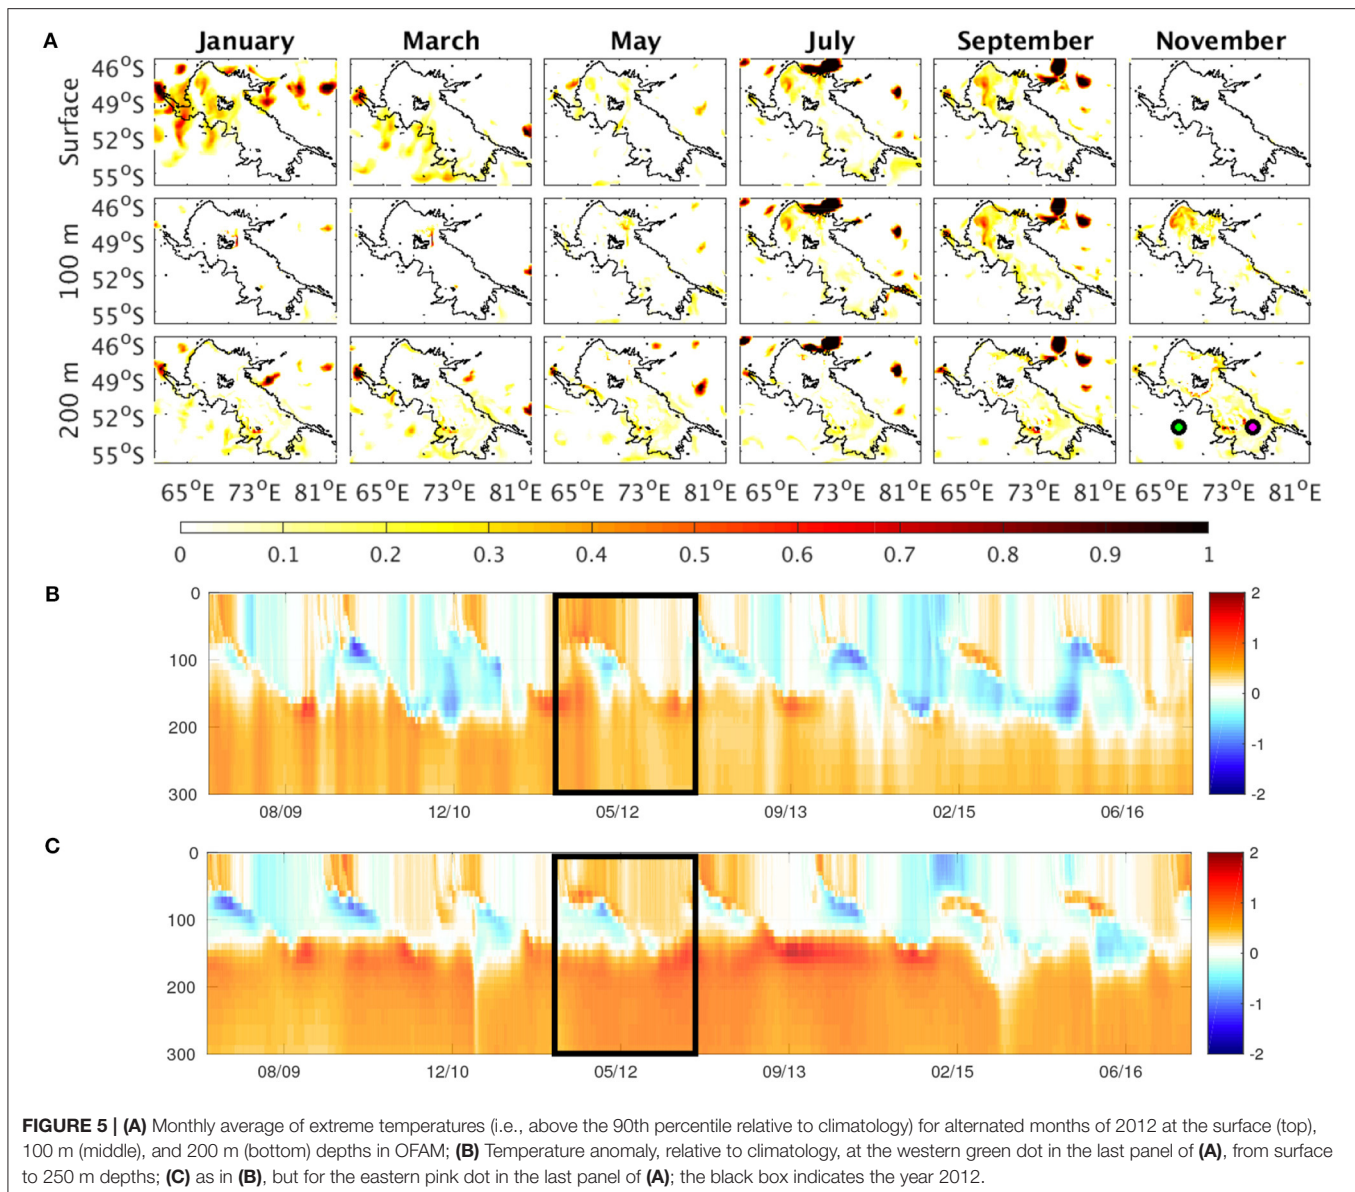 A
January March May July September November
Surface
46°S
49°S
52°S
55°S
100 m
46°S
49°S
52°S
55°S
200 m
46°S
49°S
52°S
55°S
65°E 73°E 81°E 65°E 73°E 81°E 65°E 73°E 81°E 65°E 73°E 81°E 65°E 73°E 81°E 65°E 73°E 81°E
0 0.1 0.2 0.3 0.4 0.5 0.6 0.7 0.8 0.9 1
B
0
100
200
300
08/09 12/10 05/12 09/13 02/15 06/16
2
1
0
-1
-2
C
0
100
200
300
08/09 12/10 05/12 09/13 02/15 06/16
2
1
0
-1
-2
FIGURE 5 | (A) Monthly average of extreme temperatures (i.e., above the 90th percentile relative to climatology) for alternated months of 2012 at the surface (top),
100 m (middle), and 200 m (bottom) depths in OFAM; (B) Temperature anomaly, relative to climatology, at the western green dot in the last panel of (A), from surface
to 250 m depths; (C) as in (B), but for the eastern pink dot in the last panel of (A); the black box indicates the year 2012.